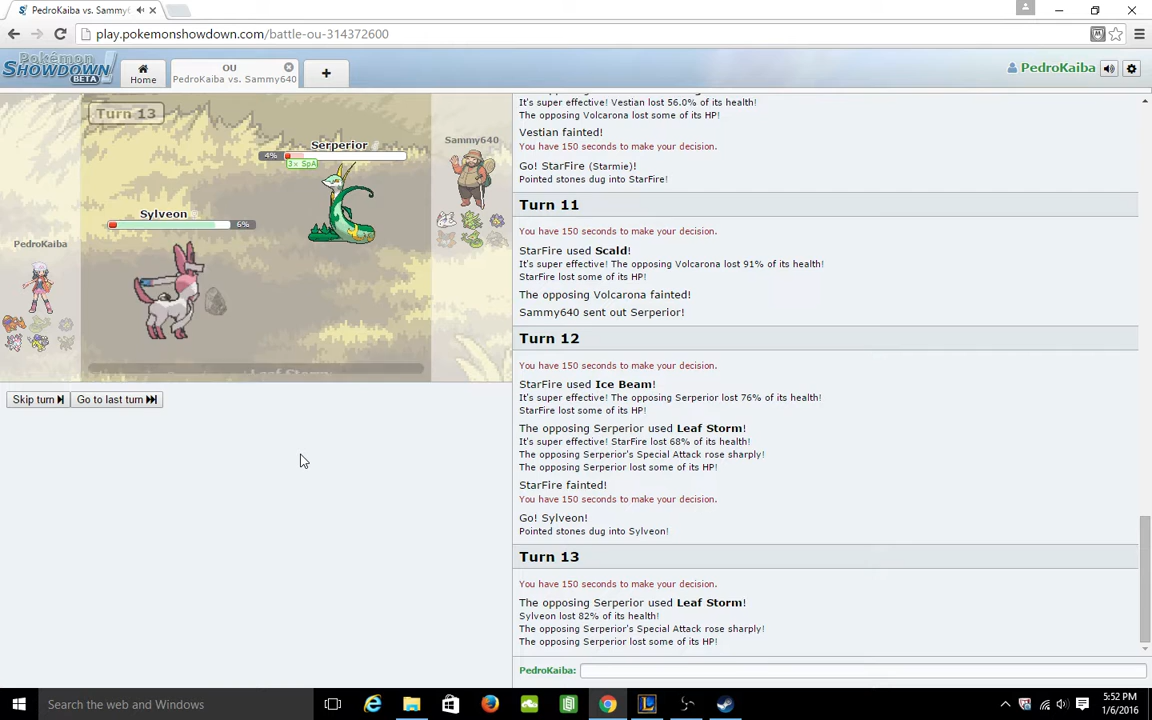 PedroKaiba vs. Sammy6
play.pokemonshowdown.com/battle-ou-314372600
Pokémon
SHOWDOWN
BETA
Home
OU
PedroKaiba vs. Sammy640
+
PedroKaiba
Turn 13
Serperior
4%
3× SpA
Sylveon
6%
PedroKaiba
Sammy640
Skip turn
Go to last turn
It's super effective! Vestian lost 56.0% of its health!
The opposing Volcarona lost some of its HP!
Vestian fainted!
You have 150 seconds to make your decision.
Go! StarFire (Starmie)!
Pointed stones dug into StarFire!
Turn 11
You have 150 seconds to make your decision.
StarFire used Scald!
It's super effective! The opposing Volcarona lost 91% of its health!
StarFire lost some of its HP!
The opposing Volcarona fainted!
Sammy640 sent out Serperior!
Turn 12
You have 150 seconds to make your decision.
StarFire used Ice Beam!
It's super effective! The opposing Serperior lost 76% of its health!
StarFire lost some of its HP!
The opposing Serperior used Leaf Storm!
It's super effective! StarFire lost 68% of its health!
The opposing Serperior's Special Attack rose sharply!
The opposing Serperior lost some of its HP!
StarFire fainted!
You have 150 seconds to make your decision.
Go! Sylveon!
Pointed stones dug into Sylveon!
Turn 13
You have 150 seconds to make your decision.
The opposing Serperior used Leaf Storm!
Sylveon lost 82% of its health!
The opposing Serperior's Special Attack rose sharply!
The opposing Serperior lost some of its HP!
PedroKaiba:
Search the web and Windows
5:52 PM
1/6/2016